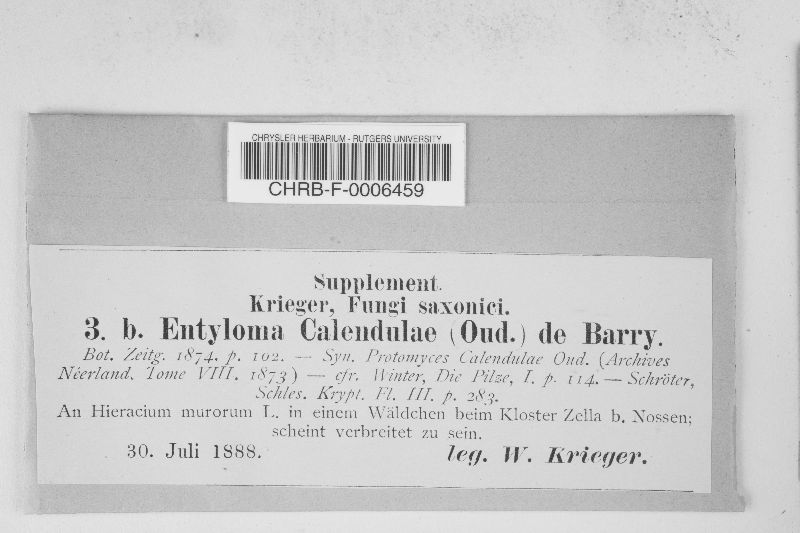 CHRYSLER HERBARIUM - RUTGERS UNIVERSITY
CHRB-F-0006459
Supplement.
Krieger, Fungi saxonici.
3. b. Entyloma Calendulae (Oud.) de Barry.
Bot. Zeitg. 1874. p. 102. — Syn. Protomyces Calendulae Oud. (Archives
Néerland. Tome VIII. 1873) — cfr. Winter, Die Pilze, I. p. 114. — Schröter,
Schles. Krypt. Fl. III. p. 283.
An Hieracium murorum L. in einem Wäldchen beim Kloster Zella b. Nossen;
scheint verbreitet zu sein.
30. Juli 1888. leg. W. Krieger.